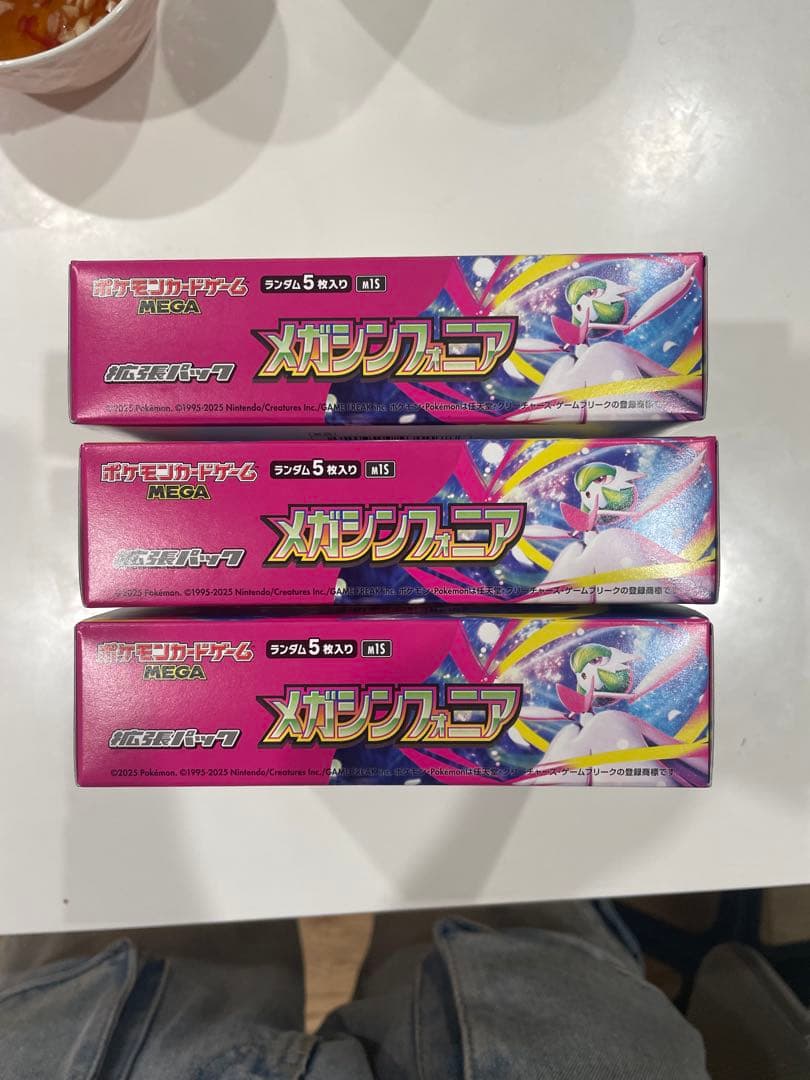 ポケモンカードゲーム
MEGA
ランダム5枚入り M1S
拡張パック
メガシンフォニア
©2025 Pokémon. ©1995-2025 Nintendo/Creatures Inc./GAME FREAK inc. ポケモン・Pokémonは任天堂・クリーチャーズ・ゲームフリークの登録商標です
ポケモンカードゲーム
MEGA
ランダム5枚入り M1S
拡張パック
メガシンフォニア
©2025 Pokémon. ©1995-2025 Nintendo/Creatures Inc./GAME FREAK inc. ポケモン・Pokémonは任天堂・クリーチャーズ・ゲームフリークの登録商標です
ポケモンカードゲーム
MEGA
ランダム5枚入り M1S
拡張パック
メガシンフォニア
©2025 Pokémon. ©1995-2025 Nintendo/Creatures Inc./GAME FREAK inc. ポケモン・Pokémonは任天堂・クリーチャーズ・ゲームフリークの登録商標です